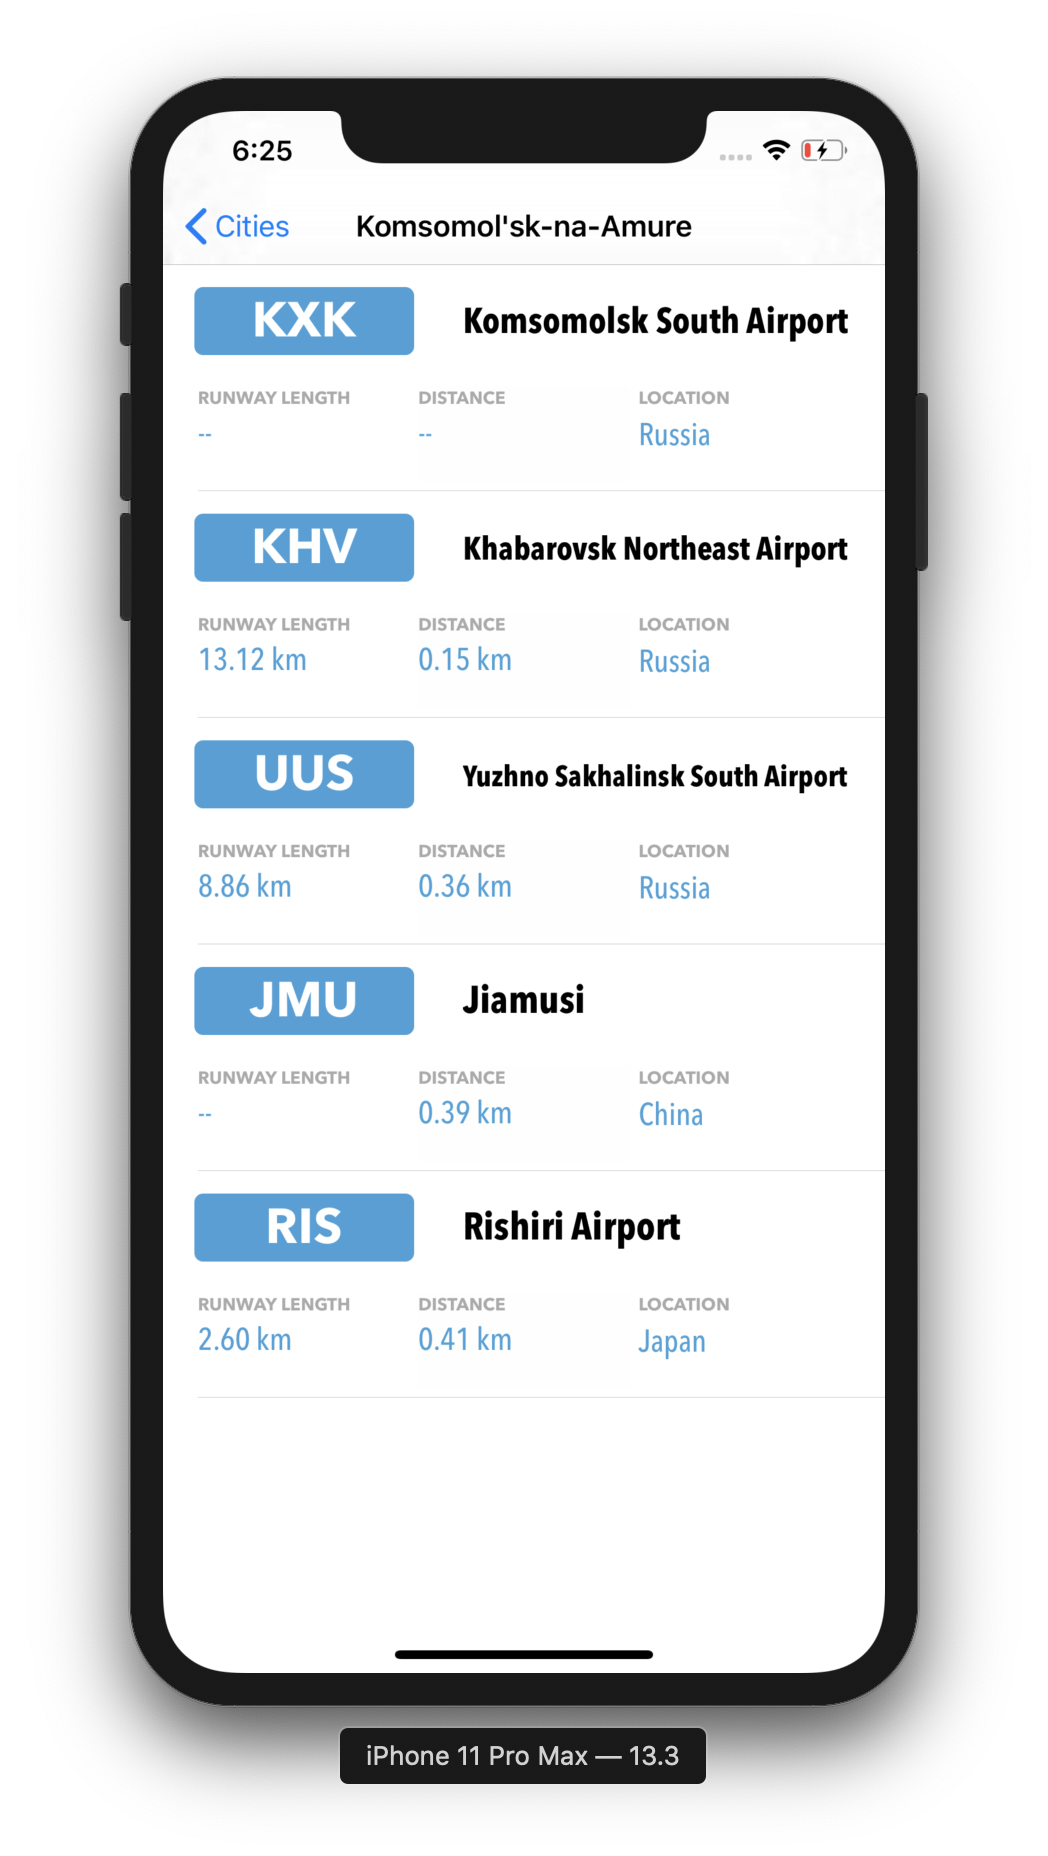 6:25
Cities Komsomol'sk-na-Amure
KXK Komsomolsk South Airport
RUNWAY LENGTH DISTANCE LOCATION
-- -- Russia
KHV Khabarovsk Northeast Airport
RUNWAY LENGTH DISTANCE LOCATION
13.12 km 0.15 km Russia
UUS Yuzhno Sakhalinsk South Airport
RUNWAY LENGTH DISTANCE LOCATION
8.86 km 0.36 km Russia
JMU Jiamusi
RUNWAY LENGTH DISTANCE LOCATION
-- 0.39 km China
RIS Rishiri Airport
RUNWAY LENGTH DISTANCE LOCATION
2.60 km 0.41 km Japan
iPhone 11 Pro Max — 13.3